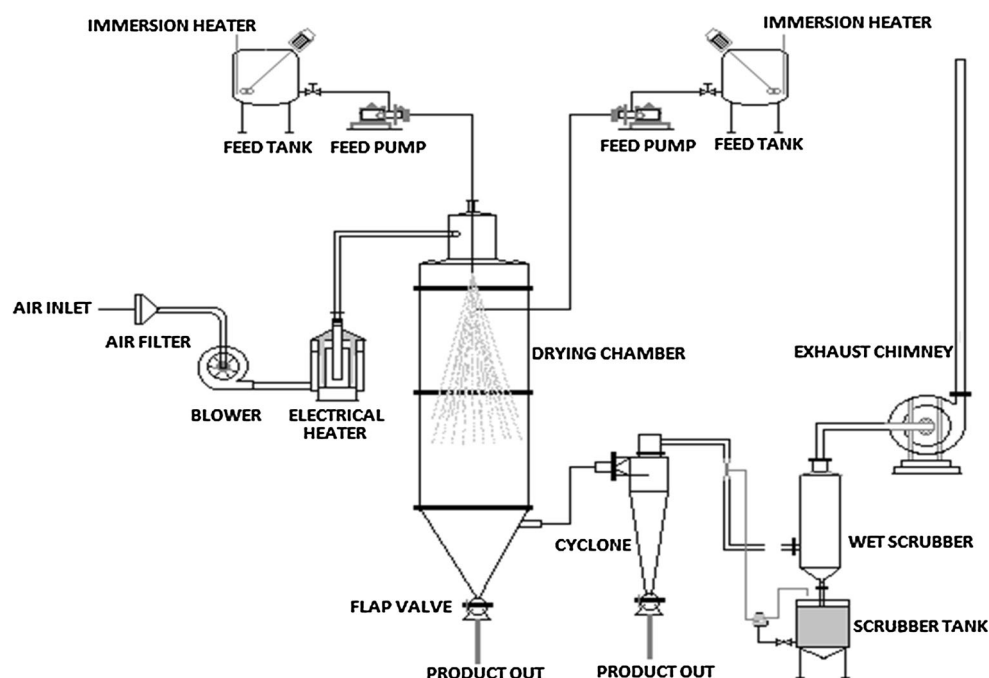 IMMERSION HEATER
IMMERSION HEATER
FEED TANK
FEED PUMP
FEED PUMP
FEED TANK
AIR INLET
AIR FILTER
DRYING CHAMBER
EXHAUST CHIMNEY
BLOWER
ELECTRICAL
HEATER
CYCLONE
WET SCRUBBER
FLAP VALVE
SCRUBBER TANK
PRODUCT OUT
PRODUCT OUT